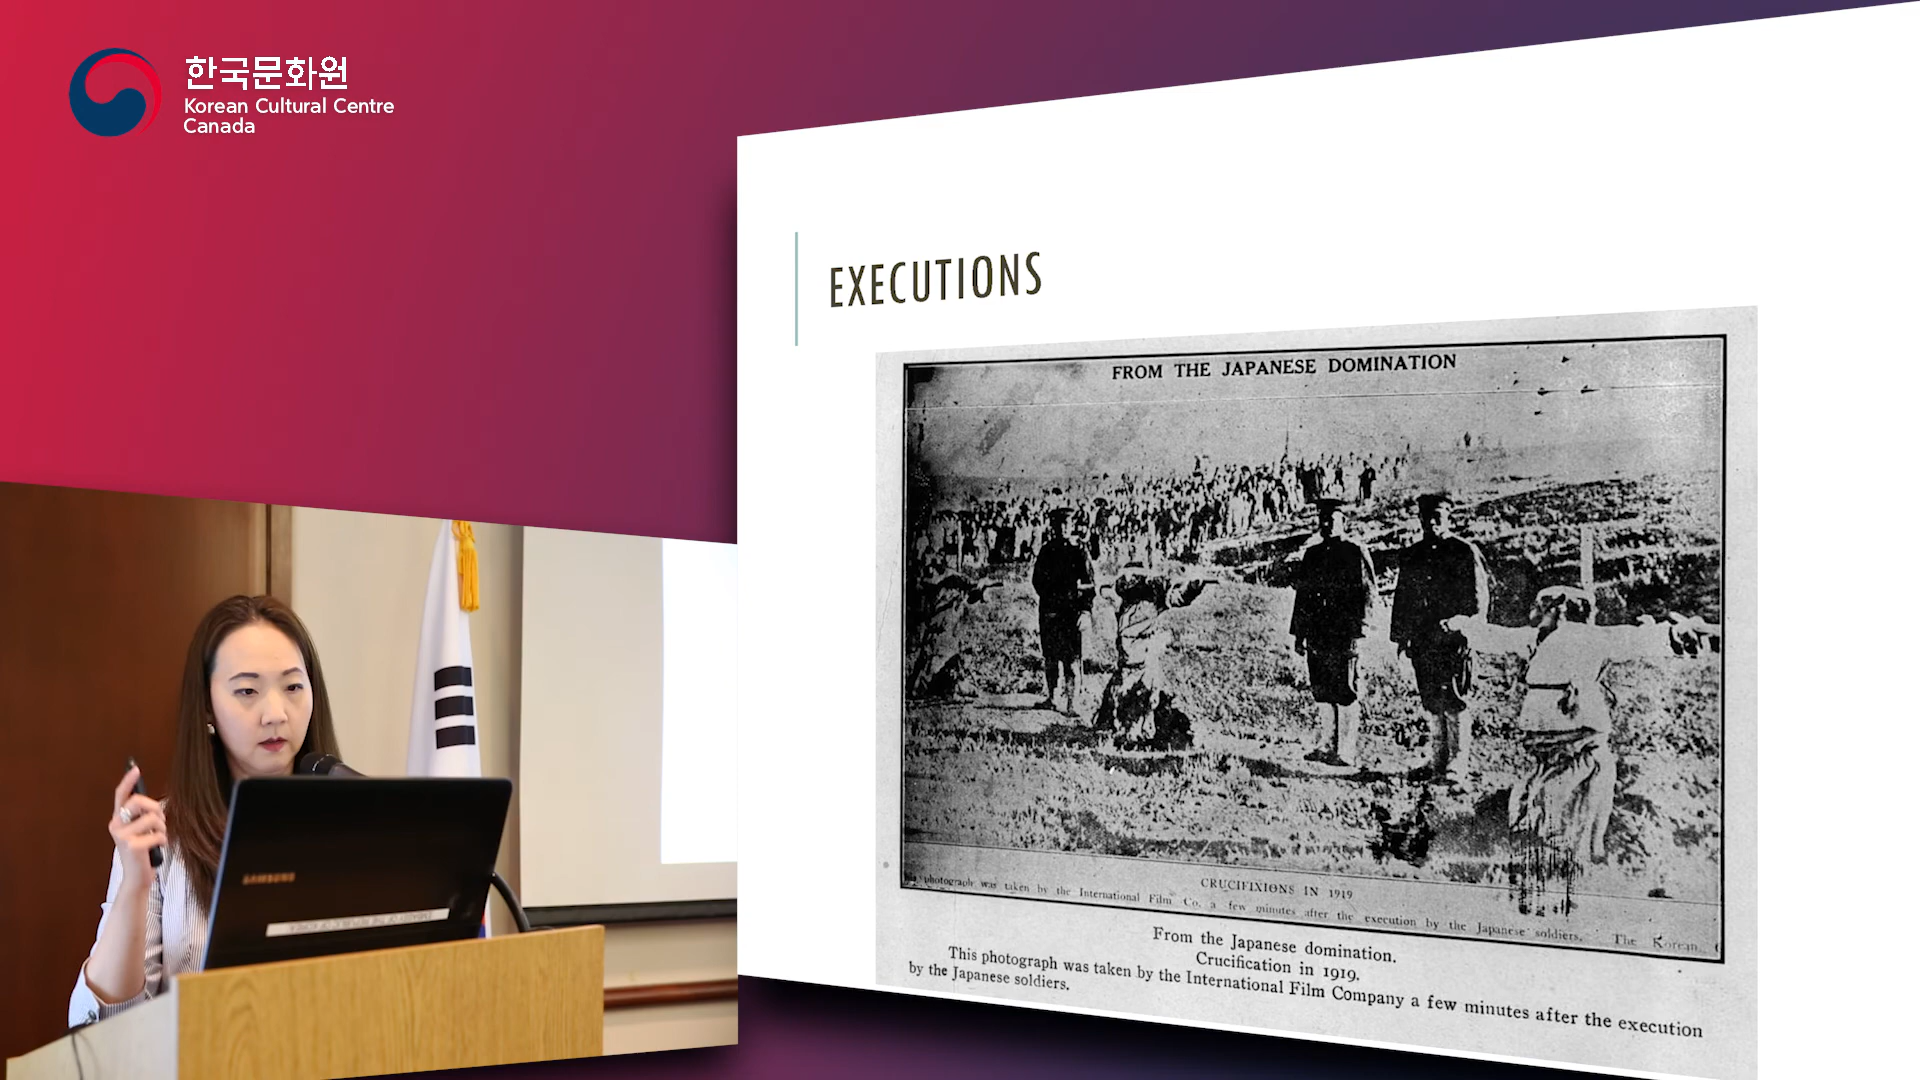 한국문화원
Korean Cultural Centre
Canada
EXECUTIONS
FROM THE JAPANESE DOMINATION
CRUCIFIXIONS IN 1919
photograph was taken by the International Film Co. a few minutes after the execution by the Japanese soldiers. The Korean
From the Japanese domination.
Crucification in 1919.
This photograph was taken by the International Film Company a few minutes after the execution
by the Japanese soldiers.
SAMSUNG